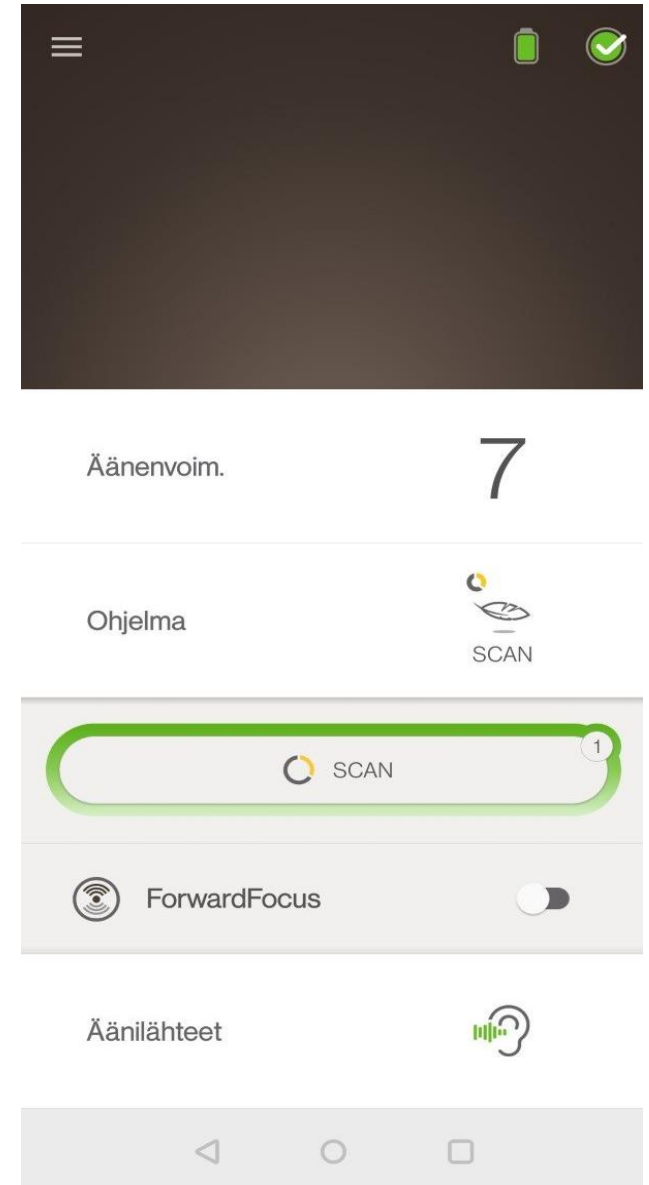 Äänenvoim.
7
Ohjelma
SCAN
SCAN
1
ForwardFocus
Äänilähteet